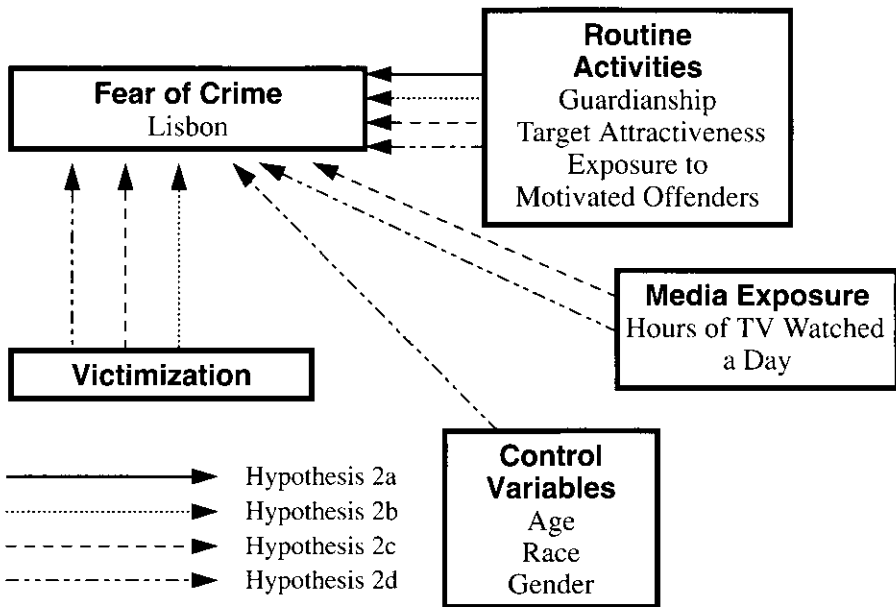 Fear of Crime
Lisbon
Routine
Activities
Guardianship
Target Attractiveness
Exposure to
Motivated Offenders
Media Exposure
Hours of TV Watched
a Day
Victimization
Control
Variables
Age
Race
Gender
Hypothesis 2a
Hypothesis 2b
Hypothesis 2c
Hypothesis 2d